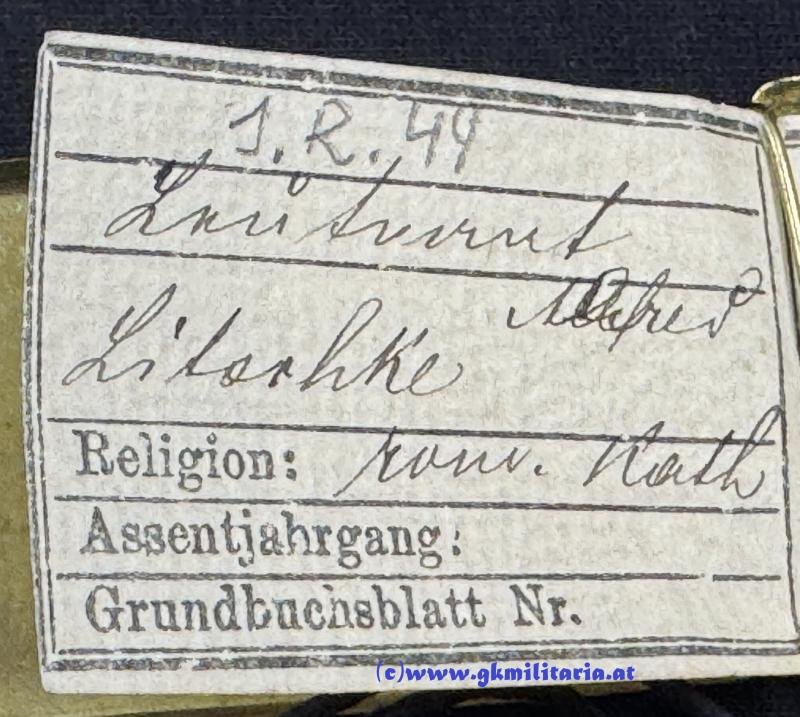 I.R.44
Leutnant
Alfred
Litschke
Religion: röm. Kath
Assentjahrgang:
Grundbuchsblatt Nr.
(c)www.gkmilitaria.at